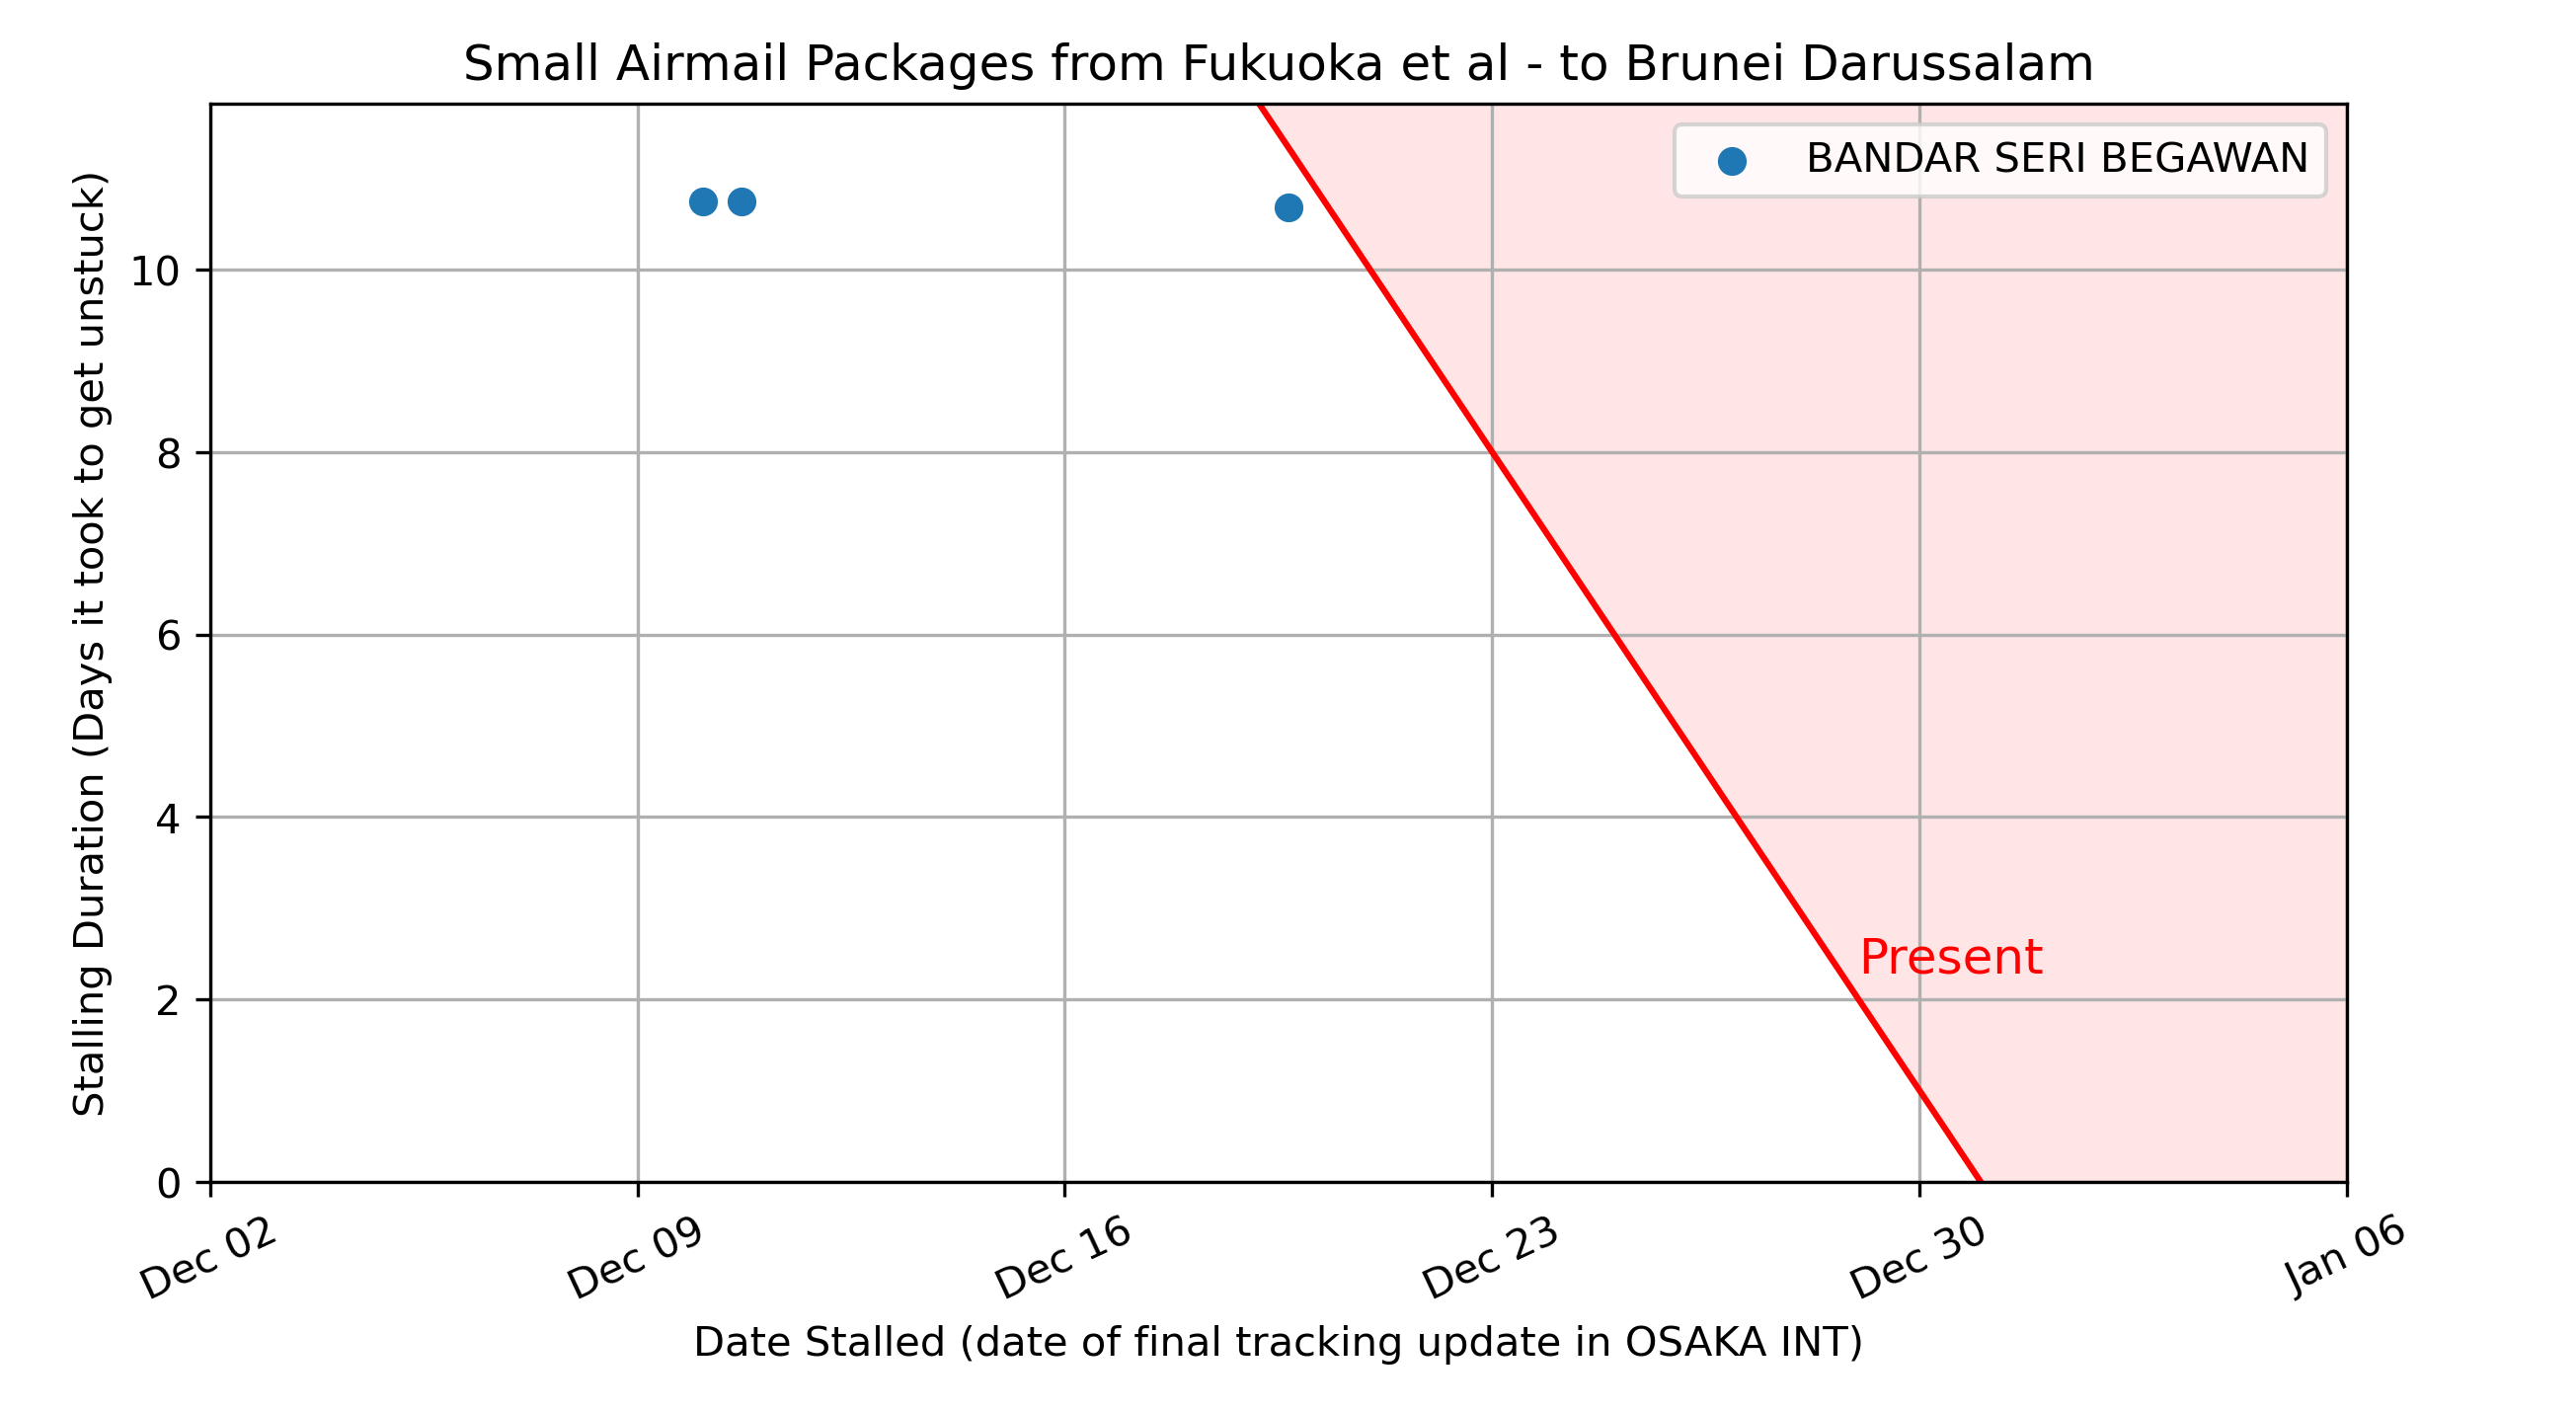 Small Airmail Packages from Fukuoka et al - to Brunei Darussalam
BANDAR SERI BEGAWAN
Stalling Duration (Days it took to get unstuck)
10
8
6
4
2
0
Present
Dec 02
Dec 09
Dec 16
Dec 23
Dec 30
Jan 06
Date Stalled (date of final tracking update in OSAKA INT)